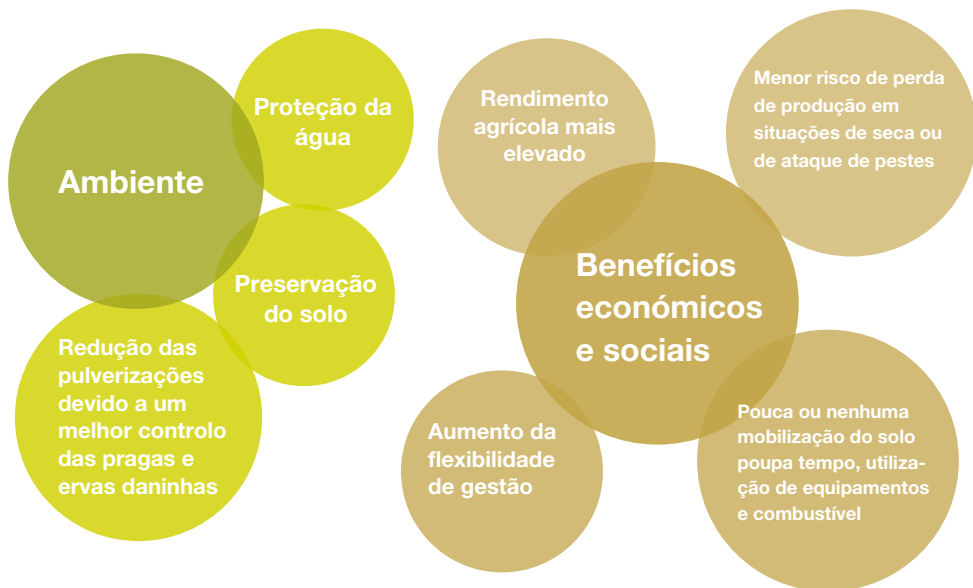 Ambiente
Proteção da
água
Preservação
do solo
Redução das
pulverizações
devido a um
melhor controlo
das pragas e
ervas daninhas
Rendimento
agrícola mais
elevado
Menor risco de perda
de produção em
situações de seca ou
de ataque de pestes
Benefícios
económicos
e sociais
Aumento da
flexibilidade
de gestão
Pouca ou nenhuma
mobilização do solo
poupa tempo, utiliza-
ção de equipamentos
e combustível